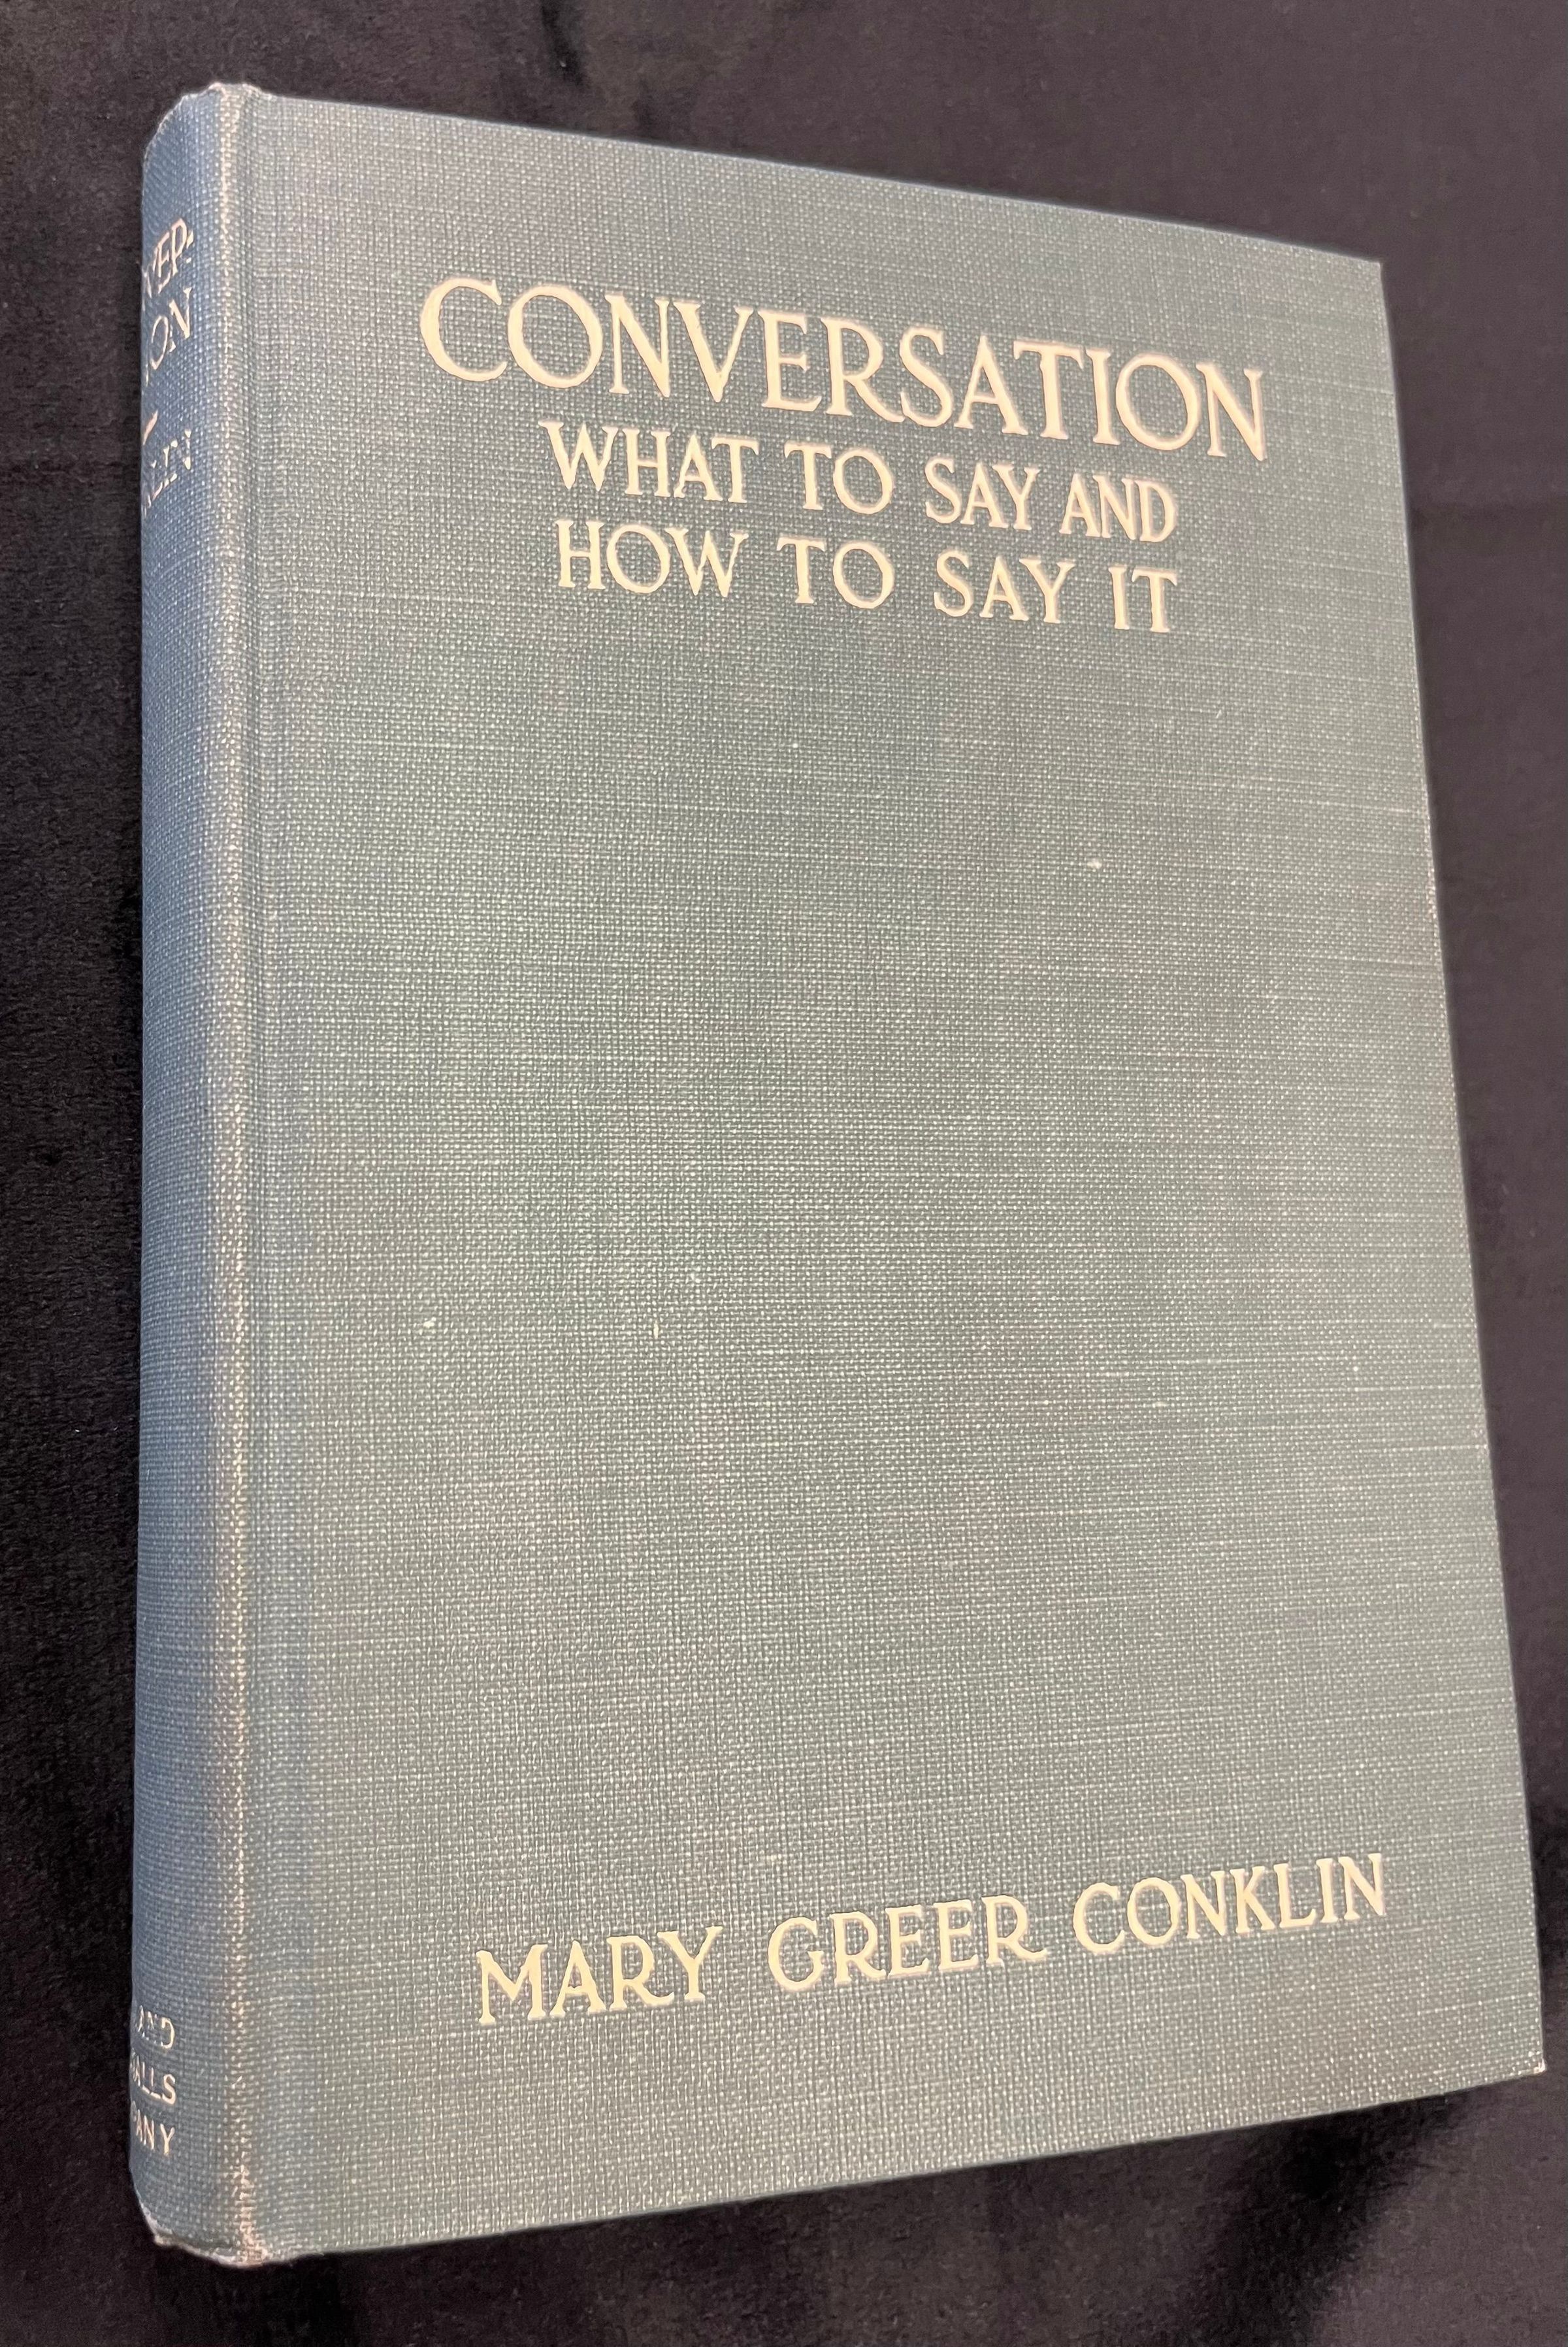 CONVERSATION
WHAT TO SAY AND
HOW TO SAY IT
MARY GREER CONKLIN